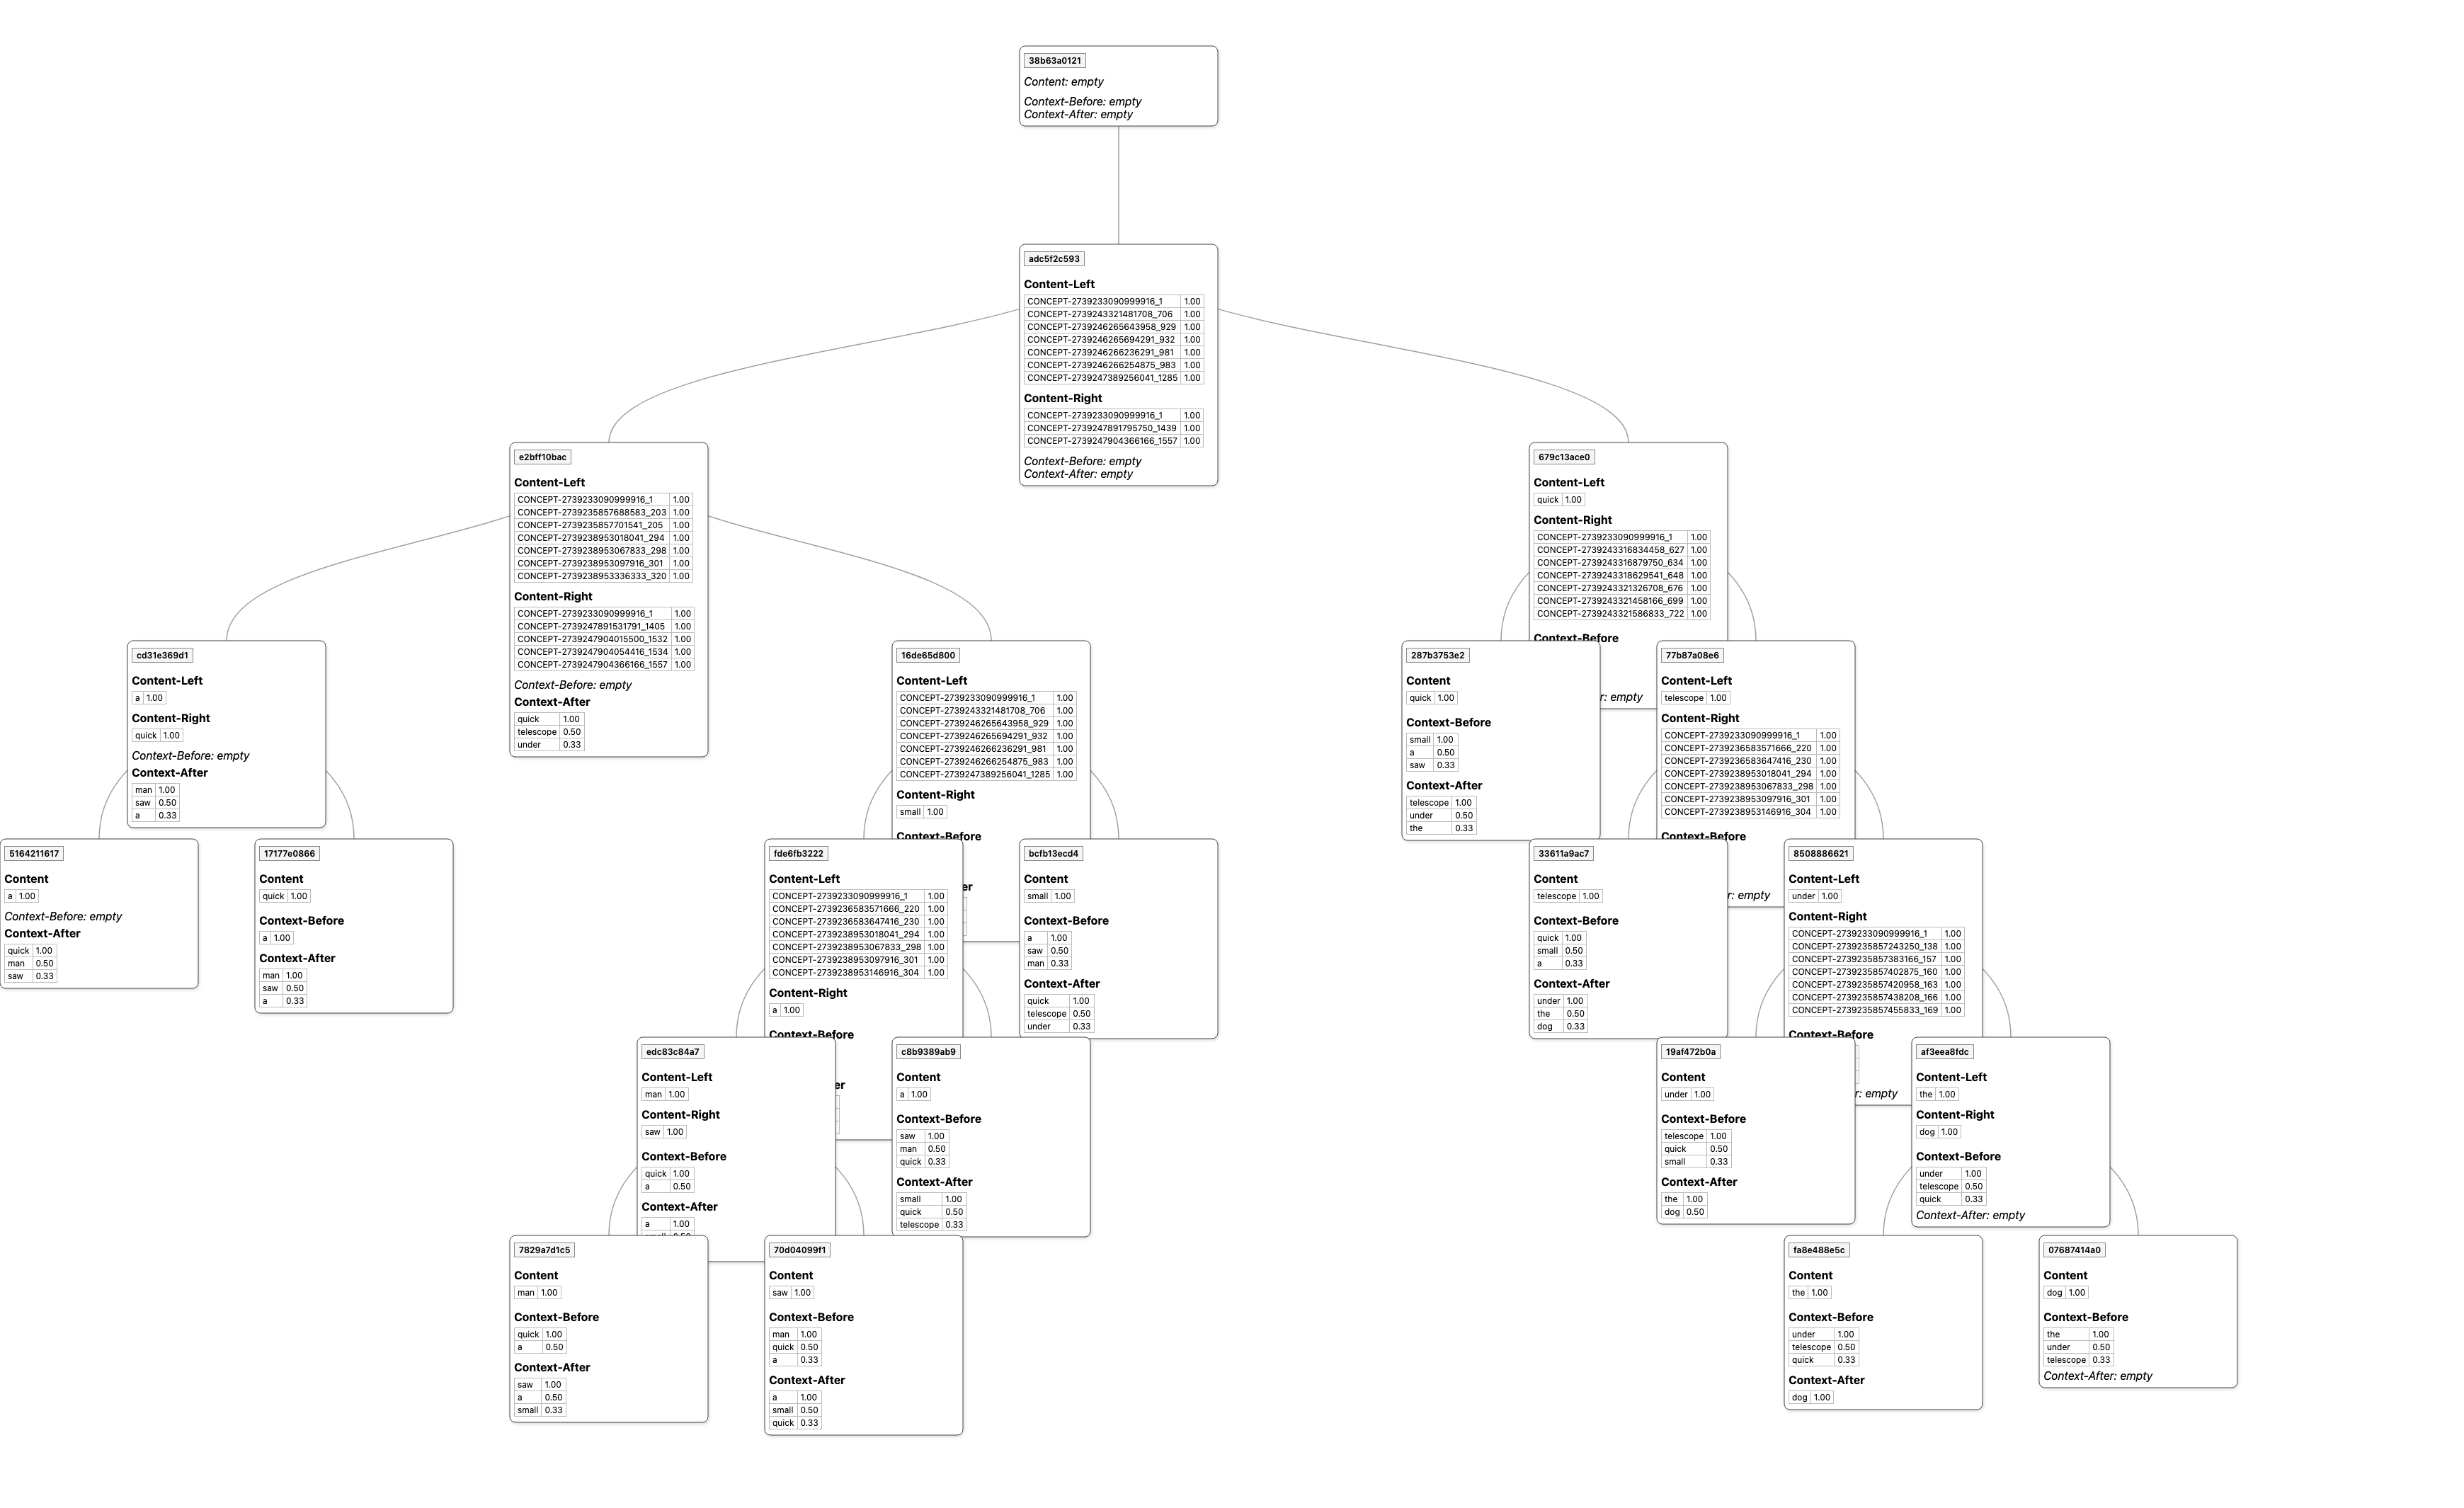 38b63a0121
Content: empty
Context-Before: empty
Context-After: empty
adc5f2c593
Content-Left
CONCEPT-2739233090999916_1 1.00
CONCEPT-2739243321481708_706 1.00
CONCEPT-2739246265643958_929 1.00
CONCEPT-2739246265694291_932 1.00
CONCEPT-2739246266236291_981 1.00
CONCEPT-2739246266254875_983 1.00
CONCEPT-2739247389256041_1285 1.00
Content-Right
CONCEPT-2739233090999916_1 1.00
CONCEPT-2739247891795750_1439 1.00
CONCEPT-2739247904366166_1557 1.00
Context-Before: empty
Context-After: empty
e2bff10bac
Content-Left
CONCEPT-2739233090999916_1 1.00
CONCEPT-2739235857688583_203 1.00
CONCEPT-2739235857701541_205 1.00
CONCEPT-2739238953018041_294 1.00
CONCEPT-2739238953067833_298 1.00
CONCEPT-2739238953097916_301 1.00
CONCEPT-2739238953336333_320 1.00
Content-Right
CONCEPT-2739233090999916_1 1.00
CONCEPT-2739247891531791_1405 1.00
CONCEPT-2739247904015500_1532 1.00
CONCEPT-2739247904054416_1534 1.00
CONCEPT-2739247904366166_1557 1.00
Context-Before: empty
Context-After
quick 1.00
telescope 0.50
under 0.33
679c13ace0
Content-Left
quick 1.00
Content-Right
CONCEPT-2739233090999916_1 1.00
CONCEPT-2739243316834458_627 1.00
CONCEPT-2739243316879750_634 1.00
CONCEPT-2739243318629541_648 1.00
CONCEPT-2739243321326708_676 1.00
CONCEPT-2739243321458166_699 1.00
CONCEPT-2739243321586833_722 1.00
Context-Before
r: empty
cd31e369d1
Content-Left
a 1.00
Content-Right
quick 1.00
Context-Before: empty
Context-After
man 1.00
saw 0.50
a 0.33
16de65d800
Content-Left
CONCEPT-2739233090999916_1 1.00
CONCEPT-2739243321481708_706 1.00
CONCEPT-2739246265643958_929 1.00
CONCEPT-2739246265694291_932 1.00
CONCEPT-2739246266236291_981 1.00
CONCEPT-2739246266254875_983 1.00
CONCEPT-2739247389256041_1285 1.00
Content-Right
small 1.00
Context-Before
er
287b3753e2
Content
quick 1.00
Context-Before
small 1.00
a 0.50
saw 0.33
Context-After
telescope 1.00
under 0.50
the 0.33
77b87a08e6
Content-Left
telescope 1.00
Content-Right
CONCEPT-2739233090999916_1 1.00
CONCEPT-2739236583571666_220 1.00
CONCEPT-2739236583647416_230 1.00
CONCEPT-2739238953018041_294 1.00
CONCEPT-2739238953067833_298 1.00
CONCEPT-2739238953097916_301 1.00
CONCEPT-2739238953146916_304 1.00
Context-Before
r: empty
5164211617
Content
a 1.00
Context-Before: empty
Context-After
quick 1.00
man 0.50
saw 0.33
17177e0866
Content
quick 1.00
Context-Before
a 1.00
Context-After
man 1.00
saw 0.50
a 0.33
fde6fb3222
Content-Left
CONCEPT-2739233090999916_1 1.00
CONCEPT-2739236583571666_220 1.00
CONCEPT-2739236583647416_230 1.00
CONCEPT-2739238953018041_294 1.00
CONCEPT-2739238953067833_298 1.00
CONCEPT-2739238953097916_301 1.00
CONCEPT-2739238953146916_304 1.00
Content-Right
a 1.00
Context-Before
er
bcfb13ecd4
Content
small 1.00
Context-Before
a 1.00
saw 0.50
man 0.33
Context-After
quick 1.00
telescope 0.50
under 0.33
33611a9ac7
Content
telescope 1.00
Context-Before
quick 1.00
small 0.50
a 0.33
Context-After
under 1.00
the 0.50
dog 0.33
8508886621
Content-Left
under 1.00
Content-Right
CONCEPT-2739233090999916_1 1.00
CONCEPT-2739235857243250_138 1.00
CONCEPT-2739235857383166_157 1.00
CONCEPT-2739235857402875_160 1.00
CONCEPT-2739235857420958_163 1.00
CONCEPT-2739235857438208_166 1.00
CONCEPT-2739235857455833_169 1.00
Context-Before
r: empty
edc83c84a7
Content-Left
man 1.00
Content-Right
saw 1.00
Context-Before
quick 1.00
a 0.50
Context-After
a 1.00
c8b9389ab9
Content
a 1.00
Context-Before
saw 1.00
man 0.50
quick 0.33
Context-After
small 1.00
quick 0.50
telescope 0.33
19af472b0a
Content
under 1.00
Context-Before
telescope 1.00
quick 0.50
small 0.33
Context-After
the 1.00
dog 0.50
af3eea8fdc
Content-Left
the 1.00
Content-Right
dog 1.00
Context-Before
under 1.00
telescope 0.50
quick 0.33
Context-After: empty
7829a7d1c5
Content
man 1.00
Context-Before
quick 1.00
a 0.50
Context-After
saw 1.00
a 0.50
small 0.33
70d04099f1
Content
saw 1.00
Context-Before
man 1.00
quick 0.50
a 0.33
Context-After
a 1.00
small 0.50
quick 0.33
fa8e488e5c
Content
the 1.00
Context-Before
under 1.00
telescope 0.50
quick 0.33
Context-After
dog 1.00
07687414a0
Content
dog 1.00
Context-Before
the 1.00
under 0.50
telescope 0.33
Context-After: empty